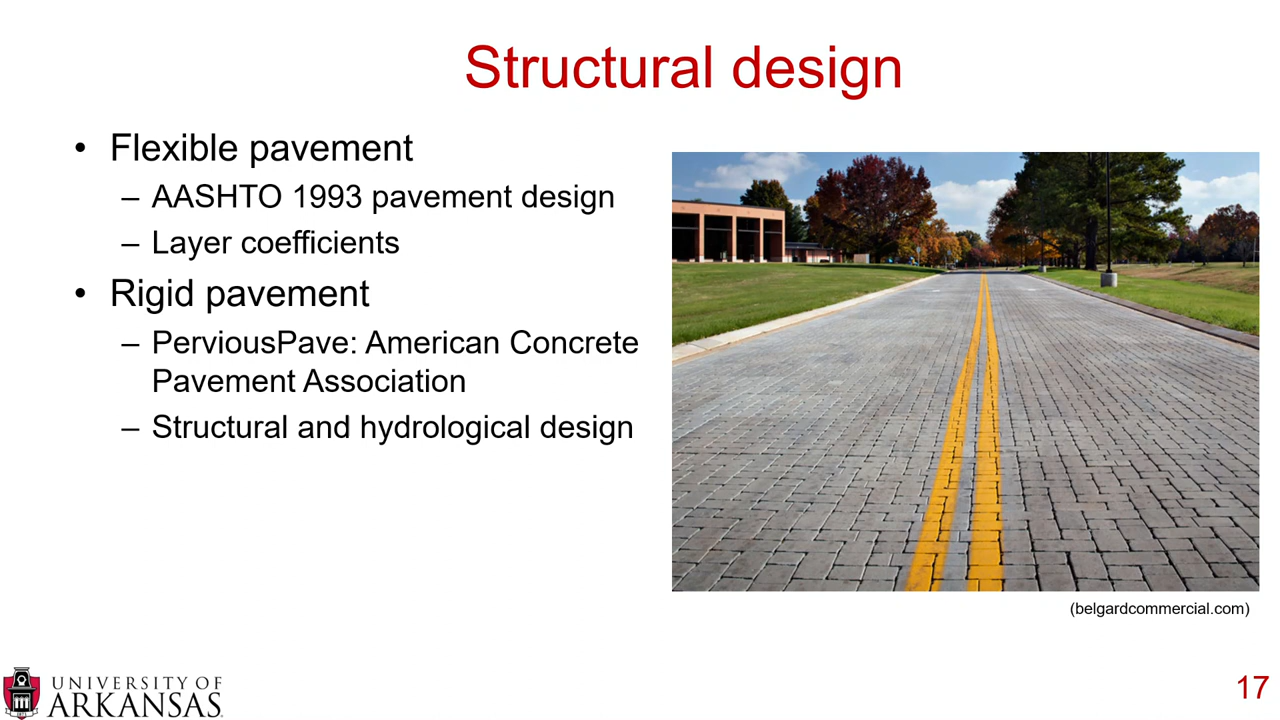 Structural design
• Flexible pavement
– AASHTO 1993 pavement design
– Layer coefficients
• Rigid pavement
– PerviousPave: American Concrete
Pavement Association
– Structural and hydrological design
(belgardcommercial.com)
UNIVERSITY OF
ARKANSAS
17